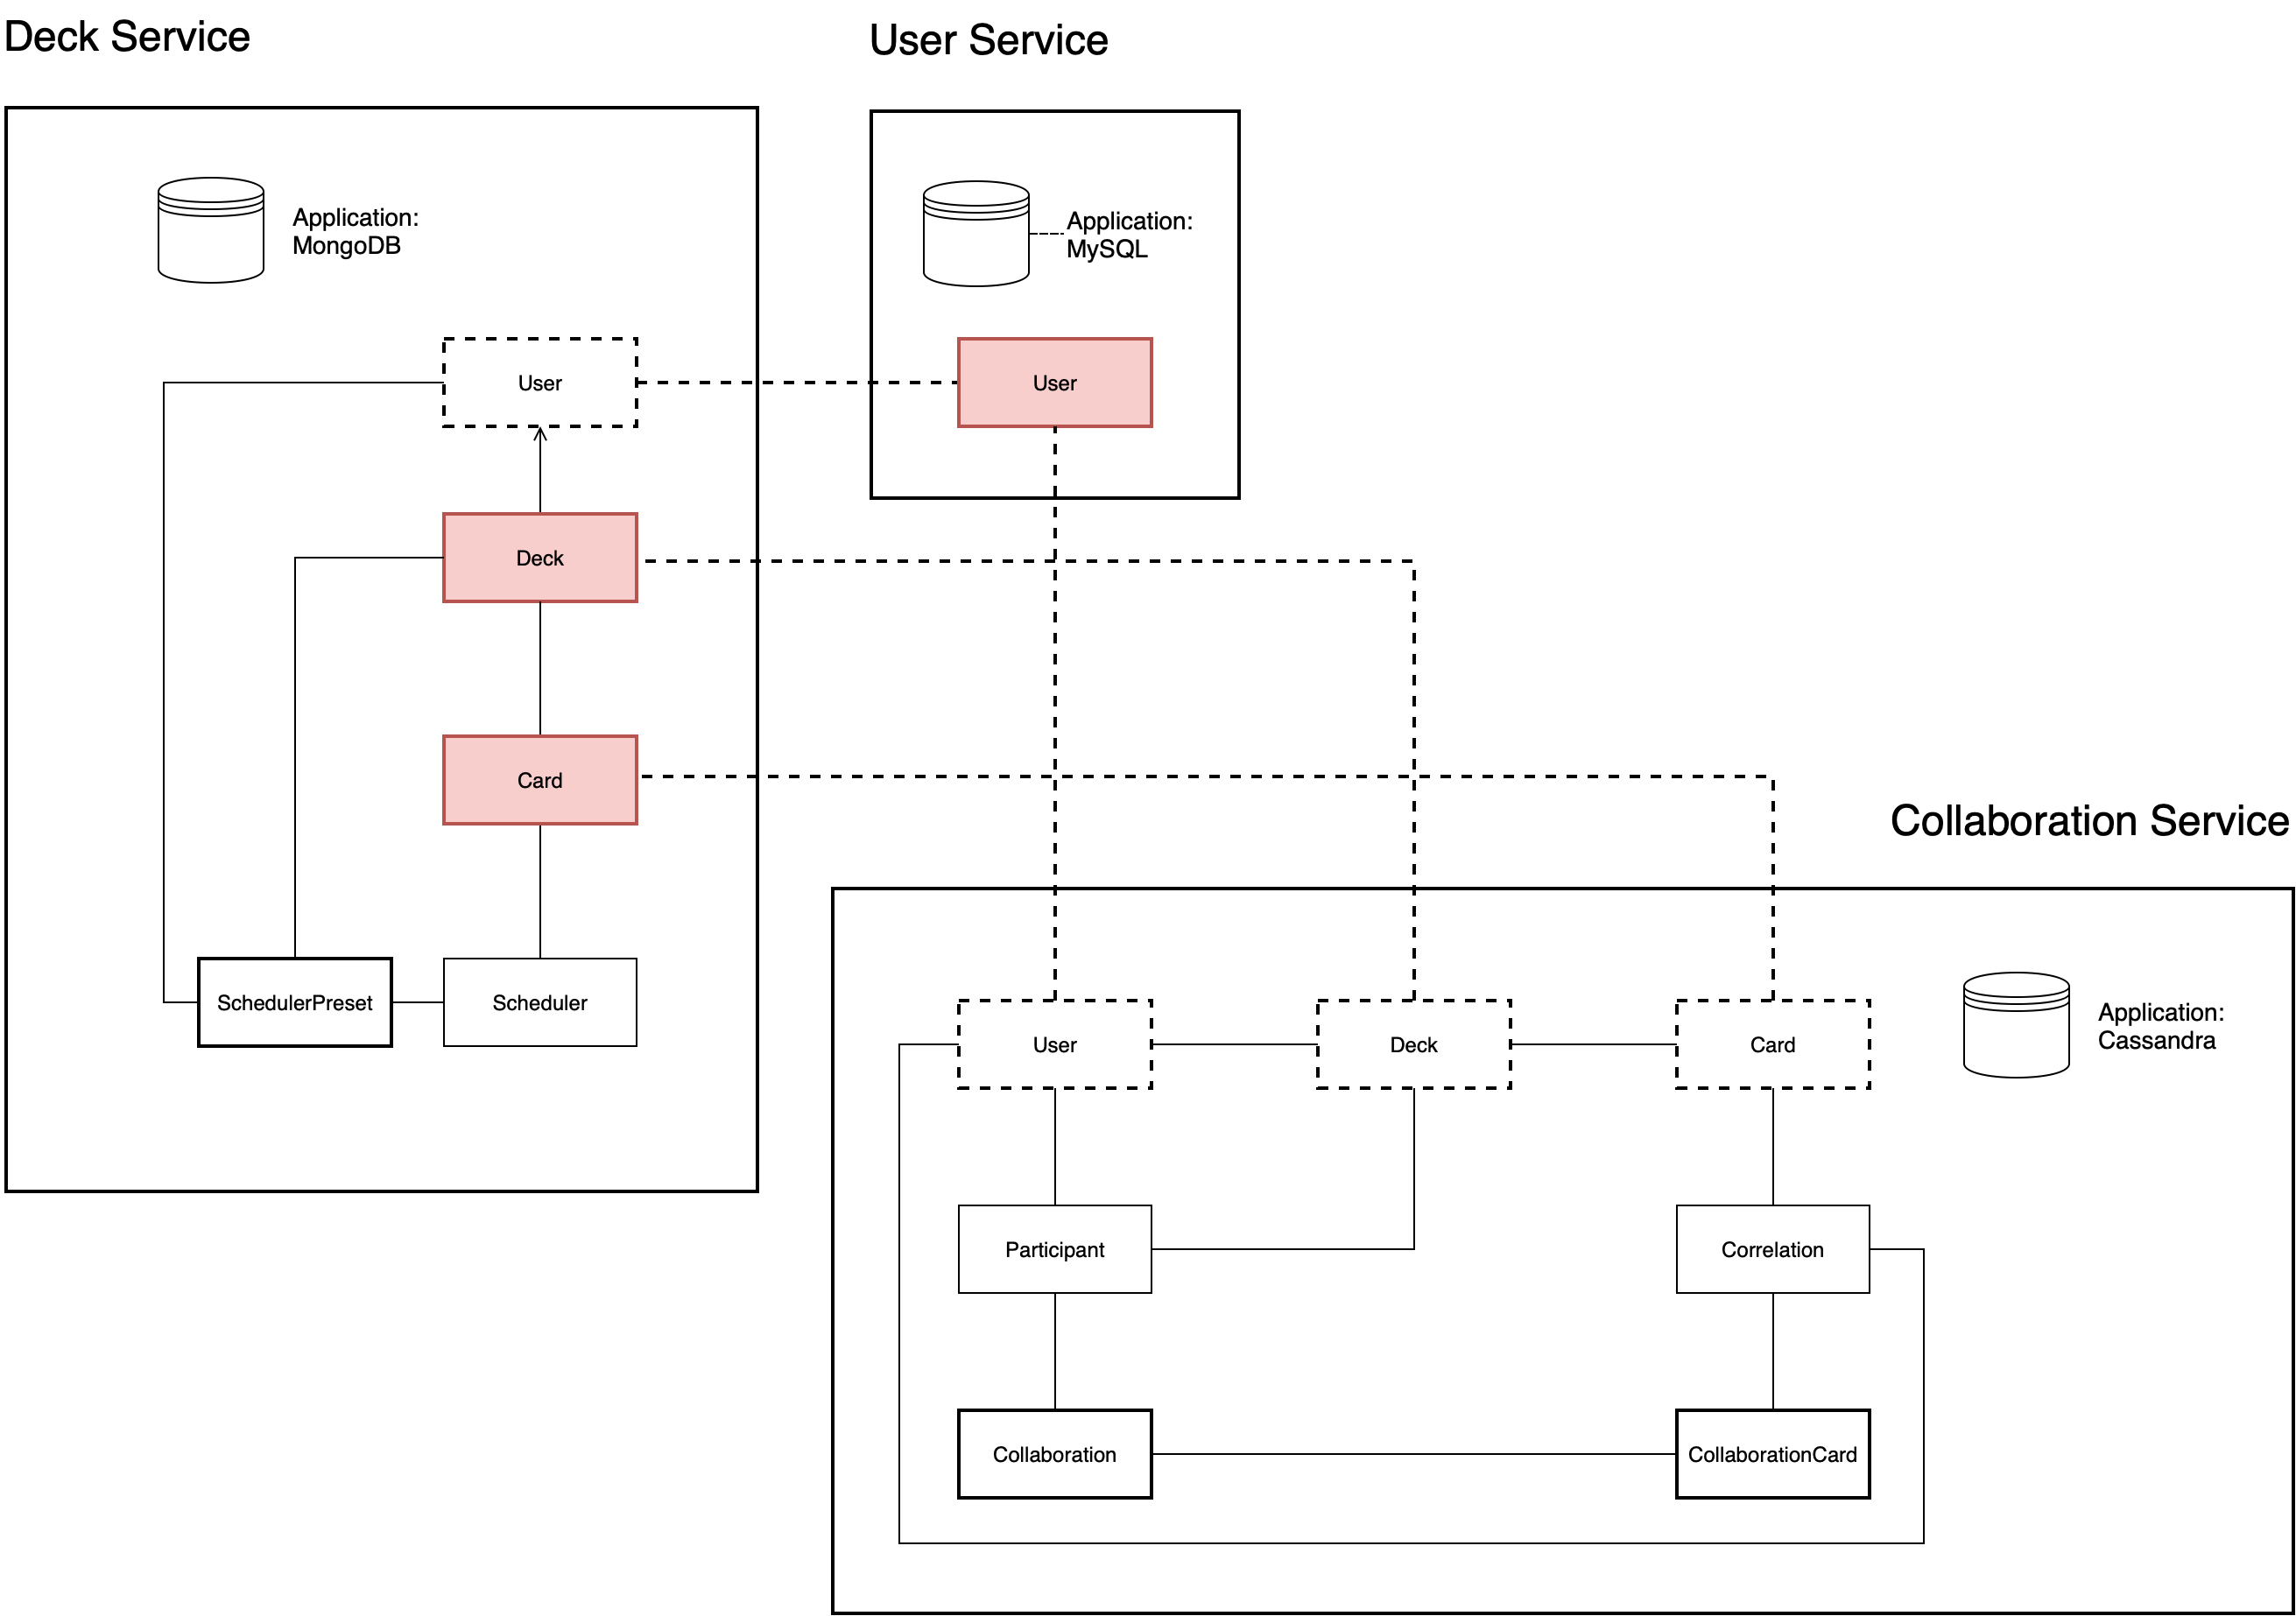 Deck Service
Application:
MongoDB
User
Deck
Card
SchedulerPreset
Scheduler
User Service
Application:
MySQL
User
Collaboration Service
Application:
Cassandra
User
Deck
Card
Participant
Correlation
Collaboration
CollaborationCard